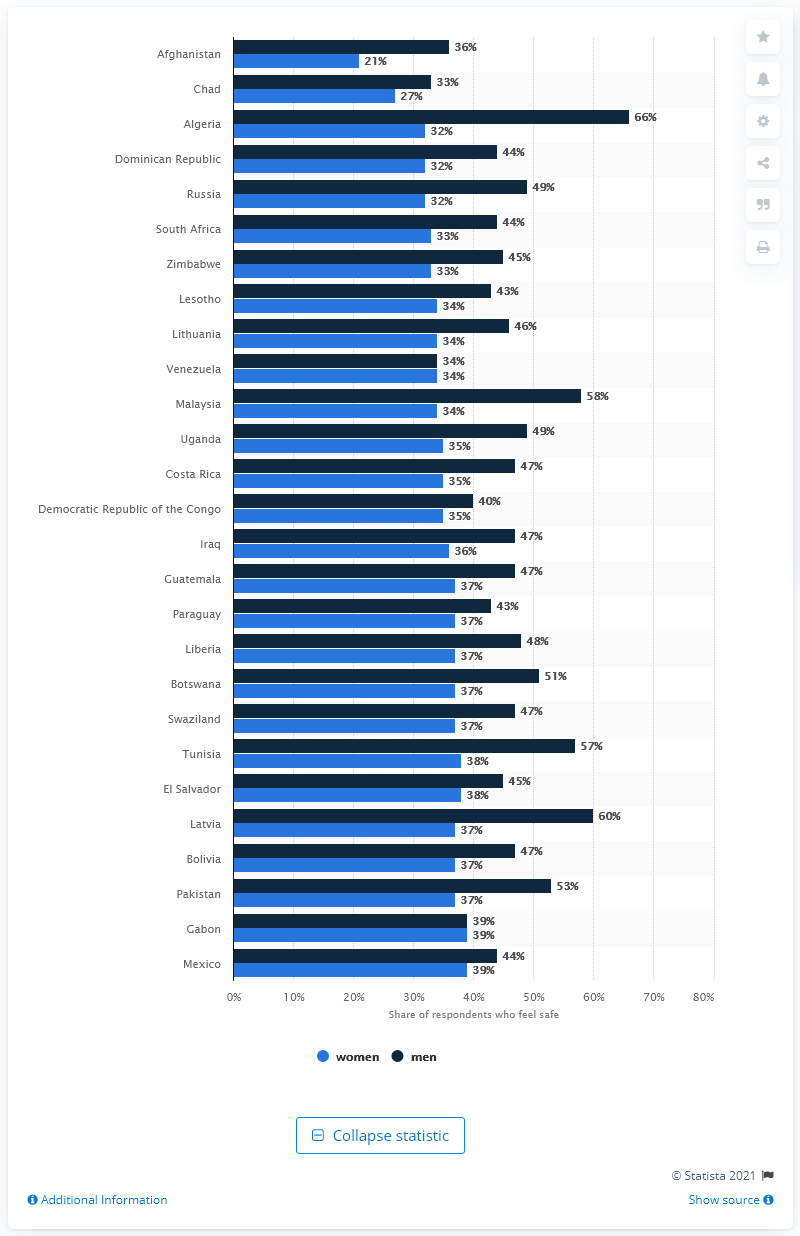 Afghanistan 36%
21%
Chad 33%
27%
Algeria 66%
32%
Dominican Republic 44%
32%
Russia 49%
32%
South Africa 44%
33%
Zimbabwe 45%
33%
Lesotho 43%
34%
Lithuania 46%
34%
Venezuela 34%
34%
Malaysia 58%
34%
Uganda 49%
35%
Costa Rica 47%
35%
Democratic Republic of the Congo 40%
35%
Iraq 47%
36%
Guatemala 47%
37%
Paraguay 43%
37%
Liberia 48%
37%
Botswana 51%
37%
Swaziland 47%
37%
Tunisia 57%
38%
El Salvador 45%
38%
Latvia 60%
37%
Bolivia 47%
37%
Pakistan 53%
37%
Gabon 39%
39%
Mexico 44%
39%
0% 10% 20% 30% 40% 50% 60% 70% 80%
Share of respondents who feel safe
women men
Collapse statistic
© Statista 2021
Additional Information Show source